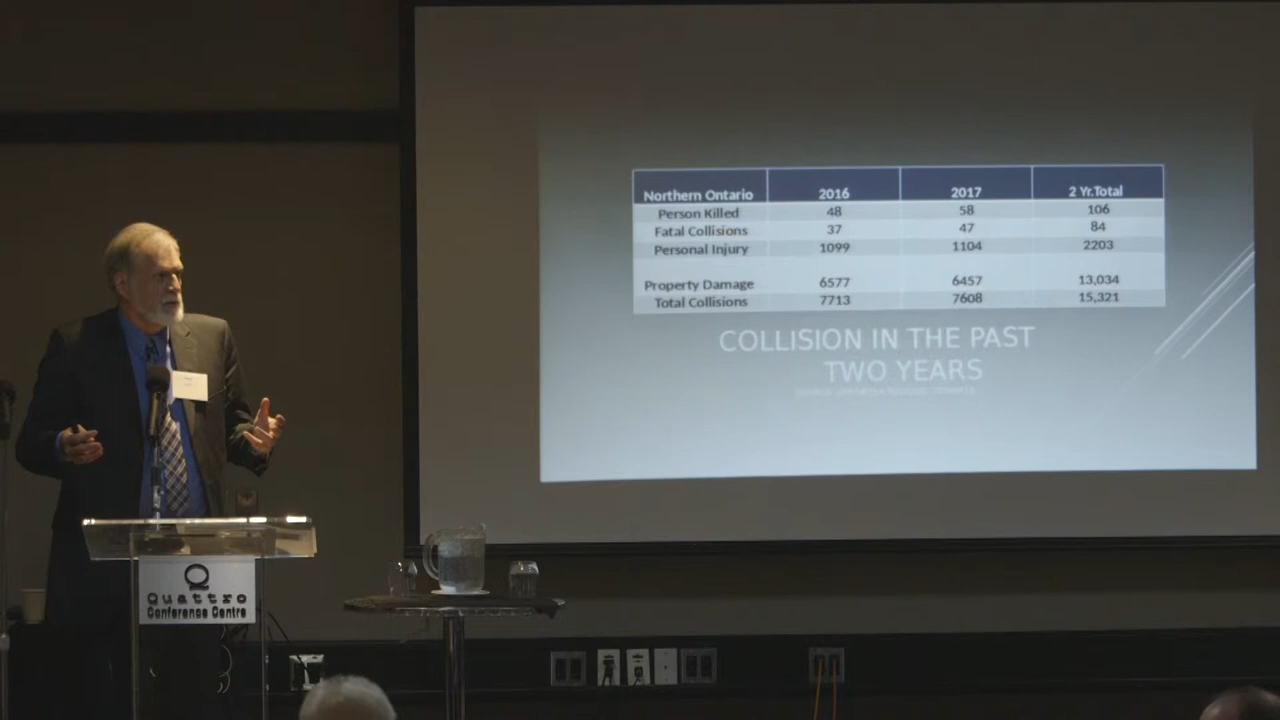 Northern Ontario 2016 2017 2 Yr.Total
Person Killed 48 58 106
Fatal Collisions 37 47 84
Personal Injury 1099 1104 2203
Property Damage 6577 6457 13,034
Total Collisions 7713 7608 15,321
COLLISION IN THE PAST
TWO YEARS
Quattro
Conference Centre